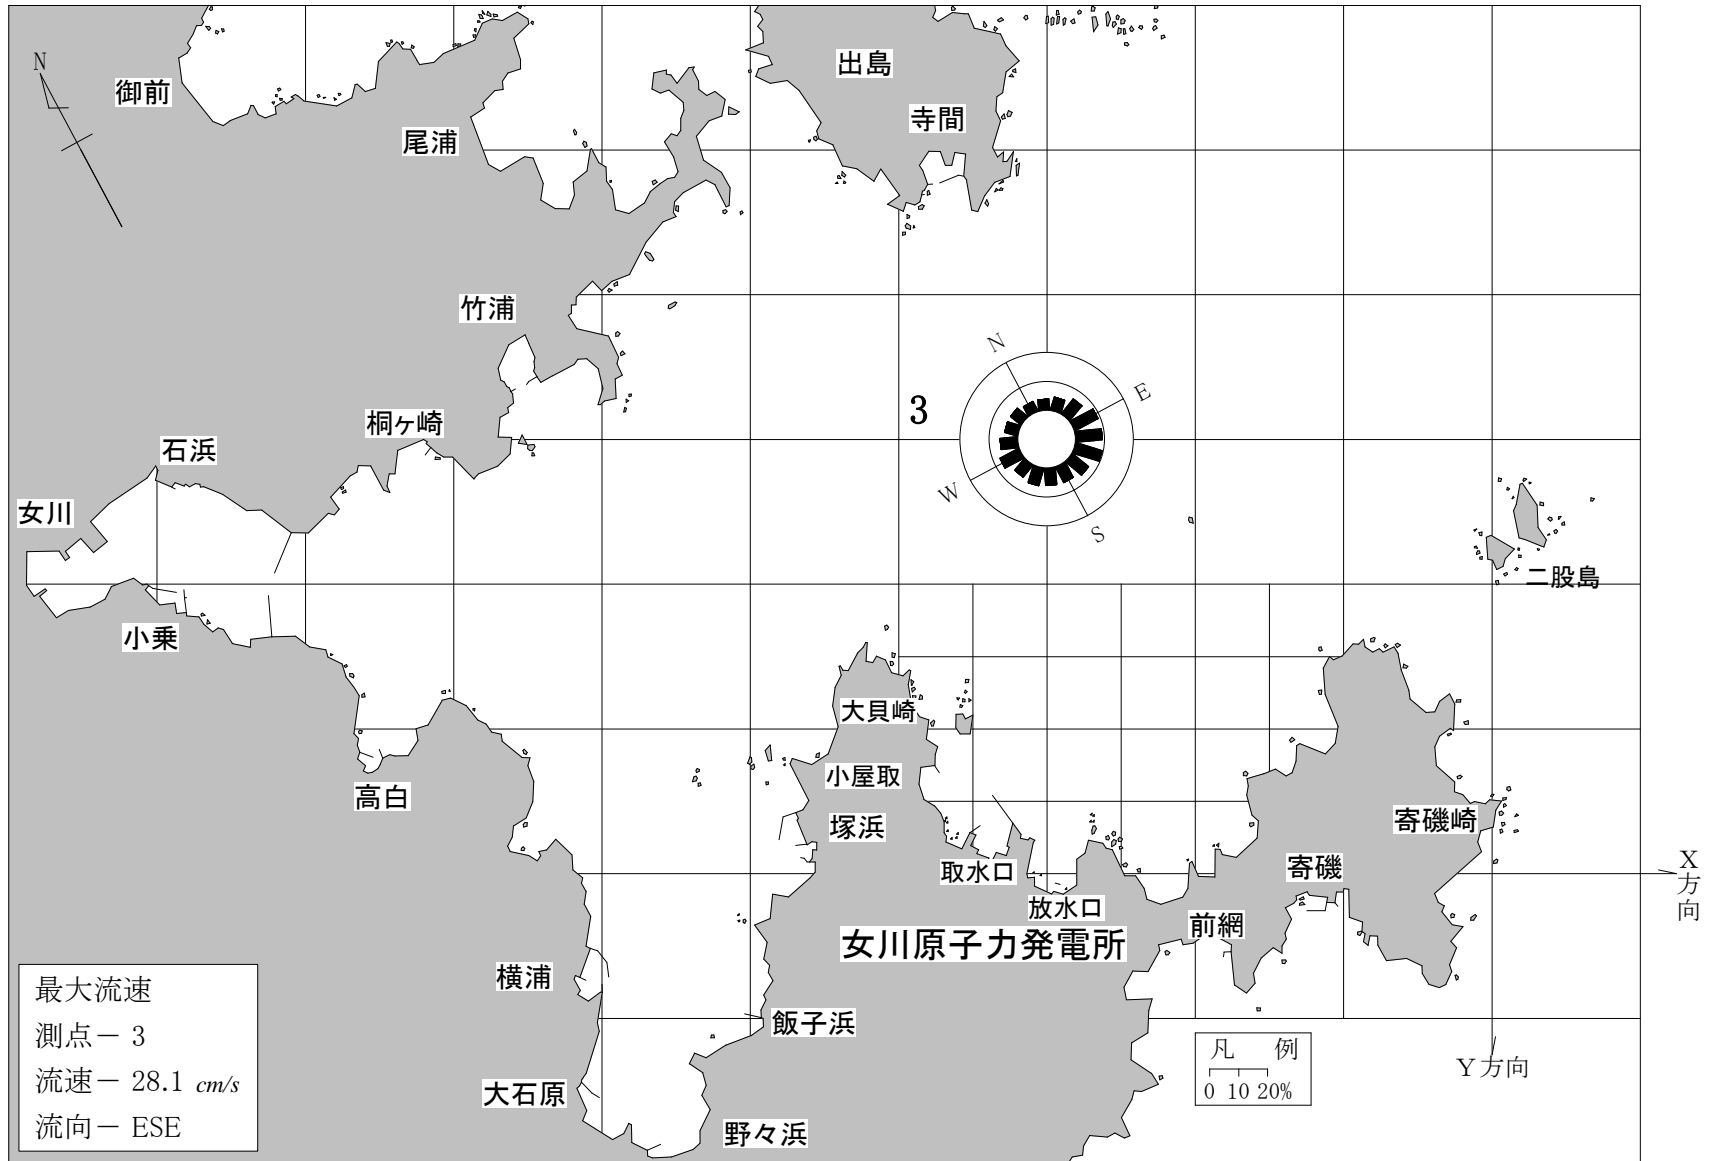 出島
N
御前
寺間
尾浦
竹浦
N
E
3
桐ヶ崎
石浜
W
女川
S
二股島
小乗
大貝崎
小屋取
高白
寄磯崎
塚浜
取水口
寄磯
X方向
放水口
前網
女川原子力発電所
横浦
最大流速
測点－ 3
流速－ 28.1 cm/s
流向－ ESE
飯子浜
凡 例
0 10 20%
Y方向
大石原
野々浜